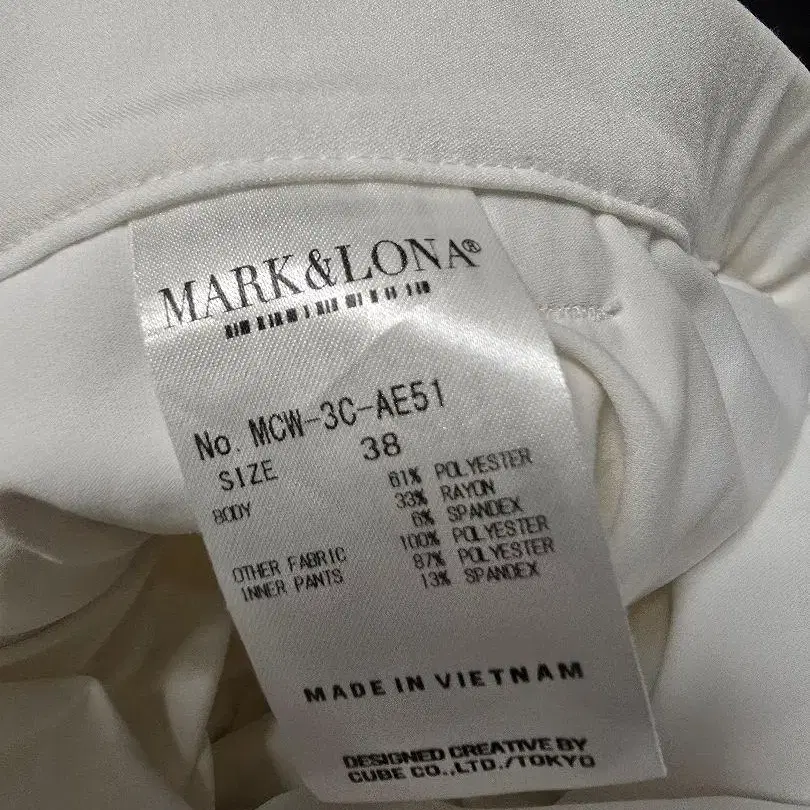 MARK&LONA®
No. MCW-3C-AE51
SIZE 38
BODY 61% POLYESTER
33% RAYON
6% SPANDEX
OTHER FABRIC 100% POLYESTER
INNER PANTS 87% POLYESTER
13% SPANDEX
MADE IN VIETNAM
DESIGNED CREATIVE BY
CUBE CO.,LTD./TOKYO